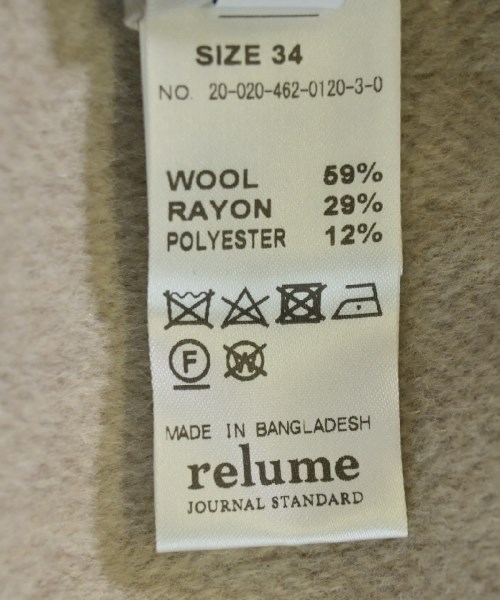 SIZE 34
NO. 20-020-462-0120-3-0
WOOL 59%
RAYON 29%
POLYESTER 12%
F W
MADE IN BANGLADESH
relume
JOURNAL STANDARD